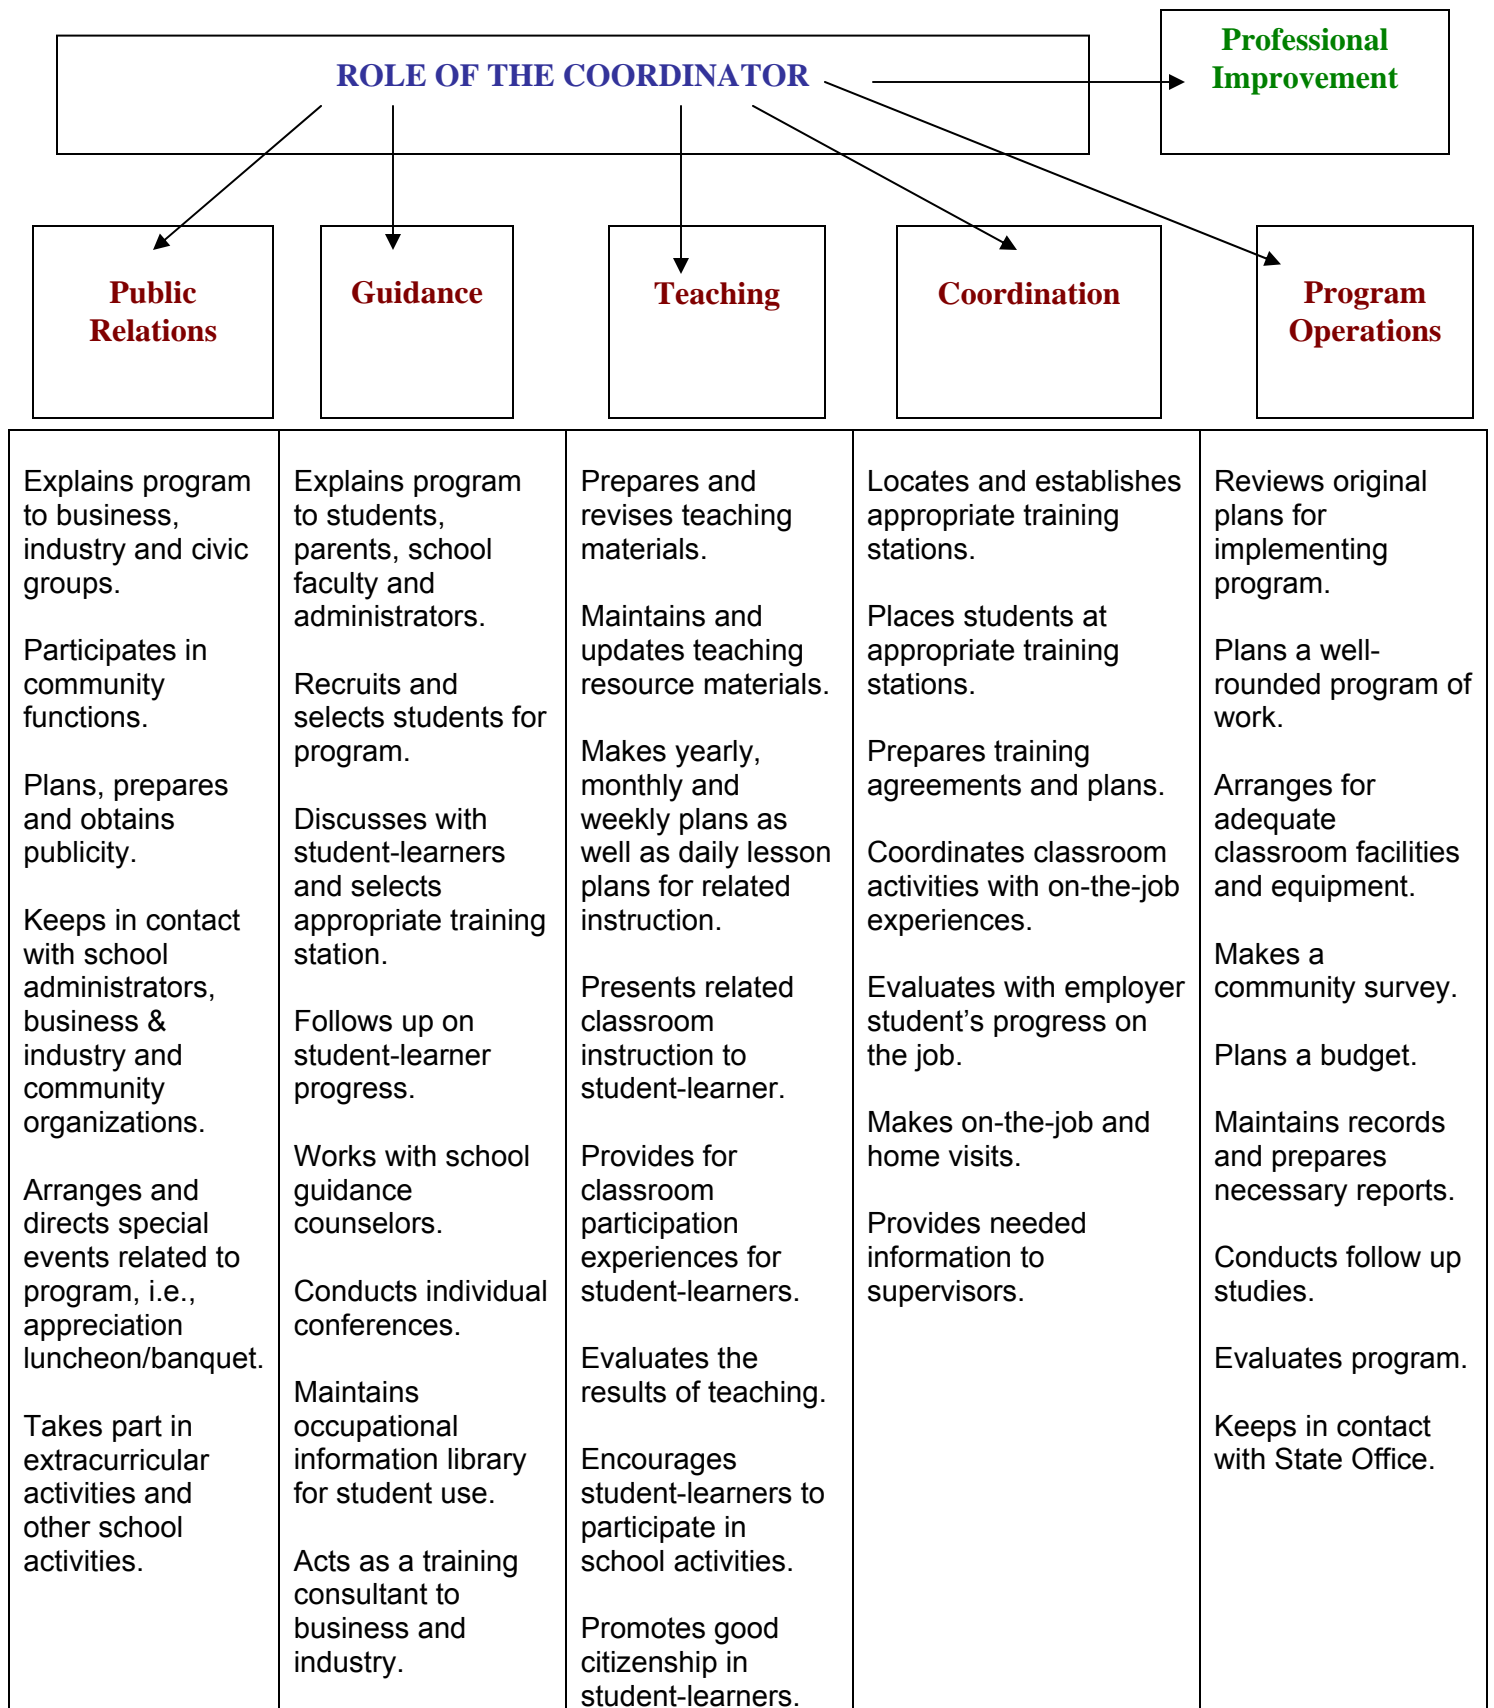 ROLE OF THE COORDINATOR
Professional
Improvement
Public
Relations
Guidance
Teaching
Coordination
Program
Operations
Explains program
to business,
industry and civic
groups.
Participates in
community
functions.
Plans, prepares
and obtains
publicity.
Keeps in contact
with school
administrators,
business &
industry and
community
organizations.
Arranges and
directs special
events related to
program, i.e.,
appreciation
luncheon/banquet.
Takes part in
extracurricular
activities and
other school
activities.
Explains program
to students,
parents, school
faculty and
administrators.
Recruits and
selects students for
program.
Discusses with
student-learners
and selects
appropriate training
station.
Follows up on
student-learner
progress.
Works with school
guidance
counselors.
Conducts individual
conferences.
Maintains
occupational
information library
for student use.
Acts as a training
consultant to
business and
industry.
Prepares and
revises teaching
materials.
Maintains and
updates teaching
resource materials.
Makes yearly,
monthly and
weekly plans as
well as daily lesson
plans for related
instruction.
Presents related
classroom
instruction to
student-learner.
Provides for
classroom
participation
experiences for
student-learners.
Evaluates the
results of teaching.
Encourages
student-learners to
participate in
school activities.
Promotes good
citizenship in
student-learners.
Locates and establishes
appropriate training
stations.
Places students at
appropriate training
stations.
Prepares training
agreements and plans.
Coordinates classroom
activities with on-the-job
experiences.
Evaluates with employer
student’s progress on
the job.
Makes on-the-job and
home visits.
Provides needed
information to
supervisors.
Reviews original
plans for
implementing
program.
Plans a well-
rounded program of
work.
Arranges for
adequate
classroom facilities
and equipment.
Makes a
community survey.
Plans a budget.
Maintains records
and prepares
necessary reports.
Conducts follow up
studies.
Evaluates program.
Keeps in contact
with State Office.